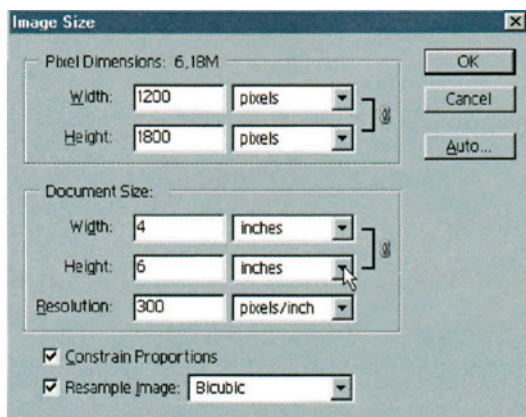 Image Size
Pixel Dimensions: 6,18M
Width: 1200 pixels
Height: 1800 pixels
Document Size:
Width: 4 inches
Height: 6 inches
Resolution: 300 pixels/inch
Constrain Proportions
Resample Image: Bicubic
OK
Cancel
Auto...